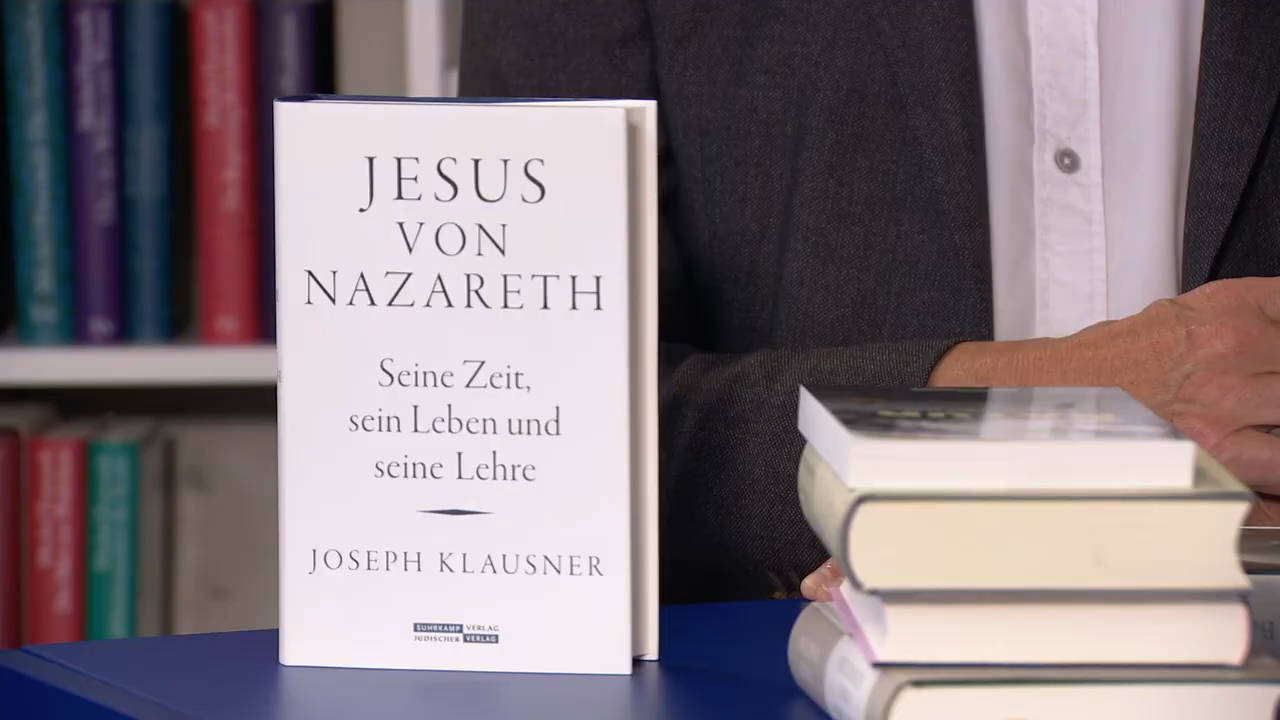 JESUS
VON
NAZARETH
Seine Zeit,
sein Leben und
seine Lehre
JOSEPH KLAUSNER
SUHRKAMP VERLAG
JÜDISCHER VERLAG